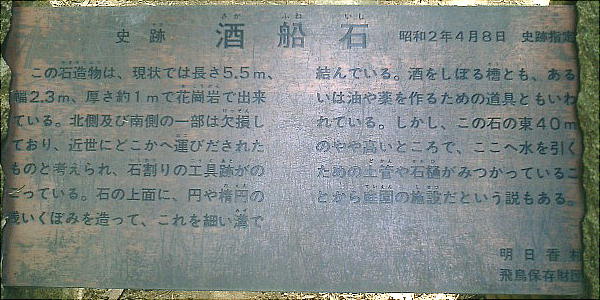 さか ふね いし
史跡 酒船石 昭和2年4月8日 史跡指定
この石造物は、現状では長さ5.5m、
幅2.3m、厚さ約1mで花崗岩で出来
ている。北側及び南側の一部は欠損し
ており、近世にどこかへ運びだされた
ものと考えられ、石割りの工具跡がの
こっている。石の上面に、円や楕円の
浅いくぼみを造って、これを細い溝で
結んでいる。酒をしぼる槽とも、ある
いは油や薬を作るための道具ともいわ
れている。しかし、この石の東40m
のやや高いところで、ここへ水を引く
ための土管や石樋がみつかっているこ
とから庭園の施設だという説もある。
明日香村
飛鳥保存財団